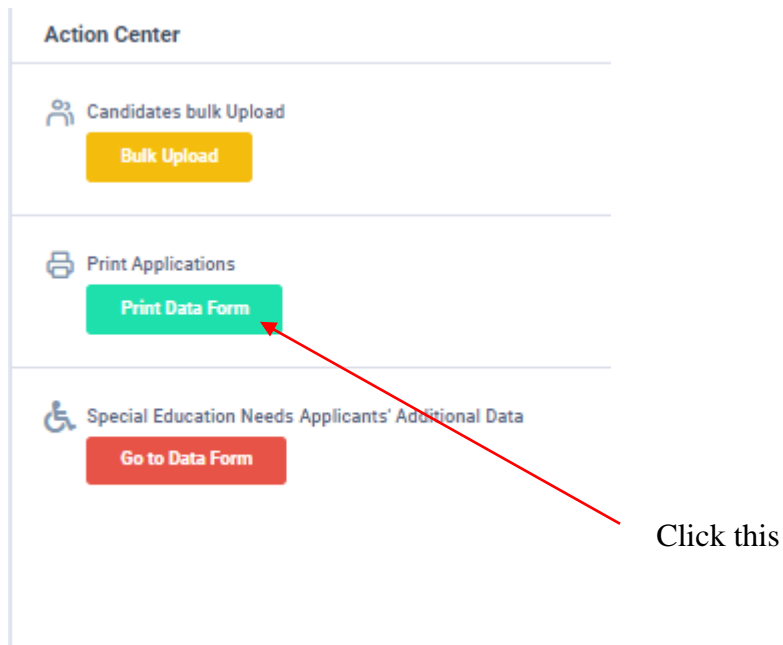 Action Center
Candidates bulk Upload
Bulk Upload
Print Applications
Print Data Form
Special Education Needs Applicants' Additional Data
Go to Data Form
Click this